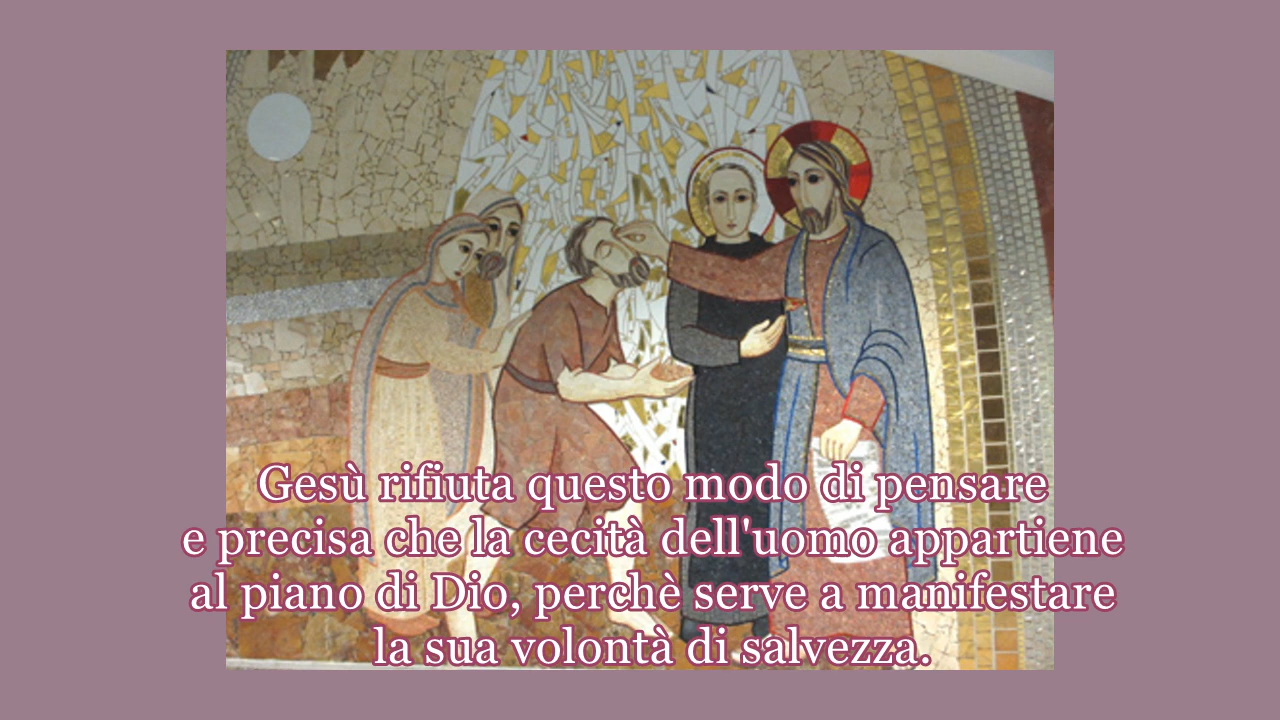 Gesù rifiuta questo modo di pensare
e precisa che la cecità dell'uomo appartiene
al piano di Dio, perchè serve a manifestare
la sua volontà di salvezza.